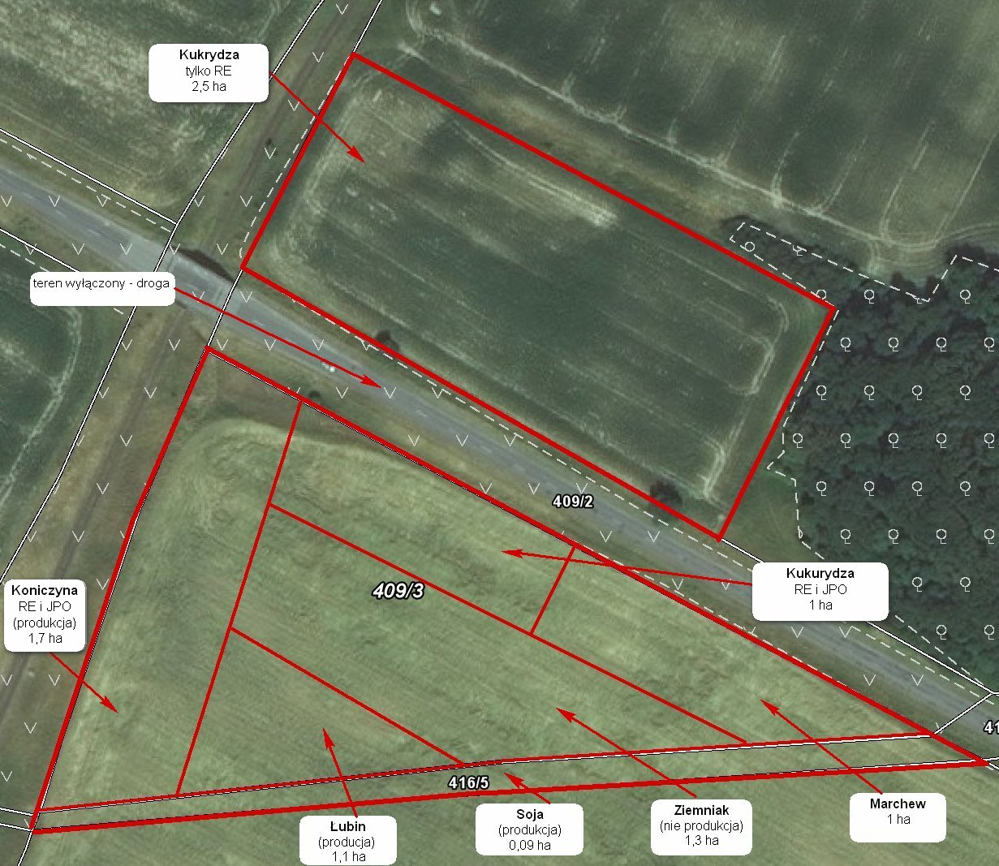 Kukrydza
tylko RE
2,5 ha
teren wyłączony - droga
409/2
Kukurydza
RE i JPO
1 ha
409/3
Koniczyna
RE i JPO
(produkcja)
1,7 ha
41
416/5
Łubin
(producja)
1,1 ha
Soja
(produkcja)
0,09 ha
Ziemniak
(nie produkcja)
1,3 ha
Marchew
1 ha